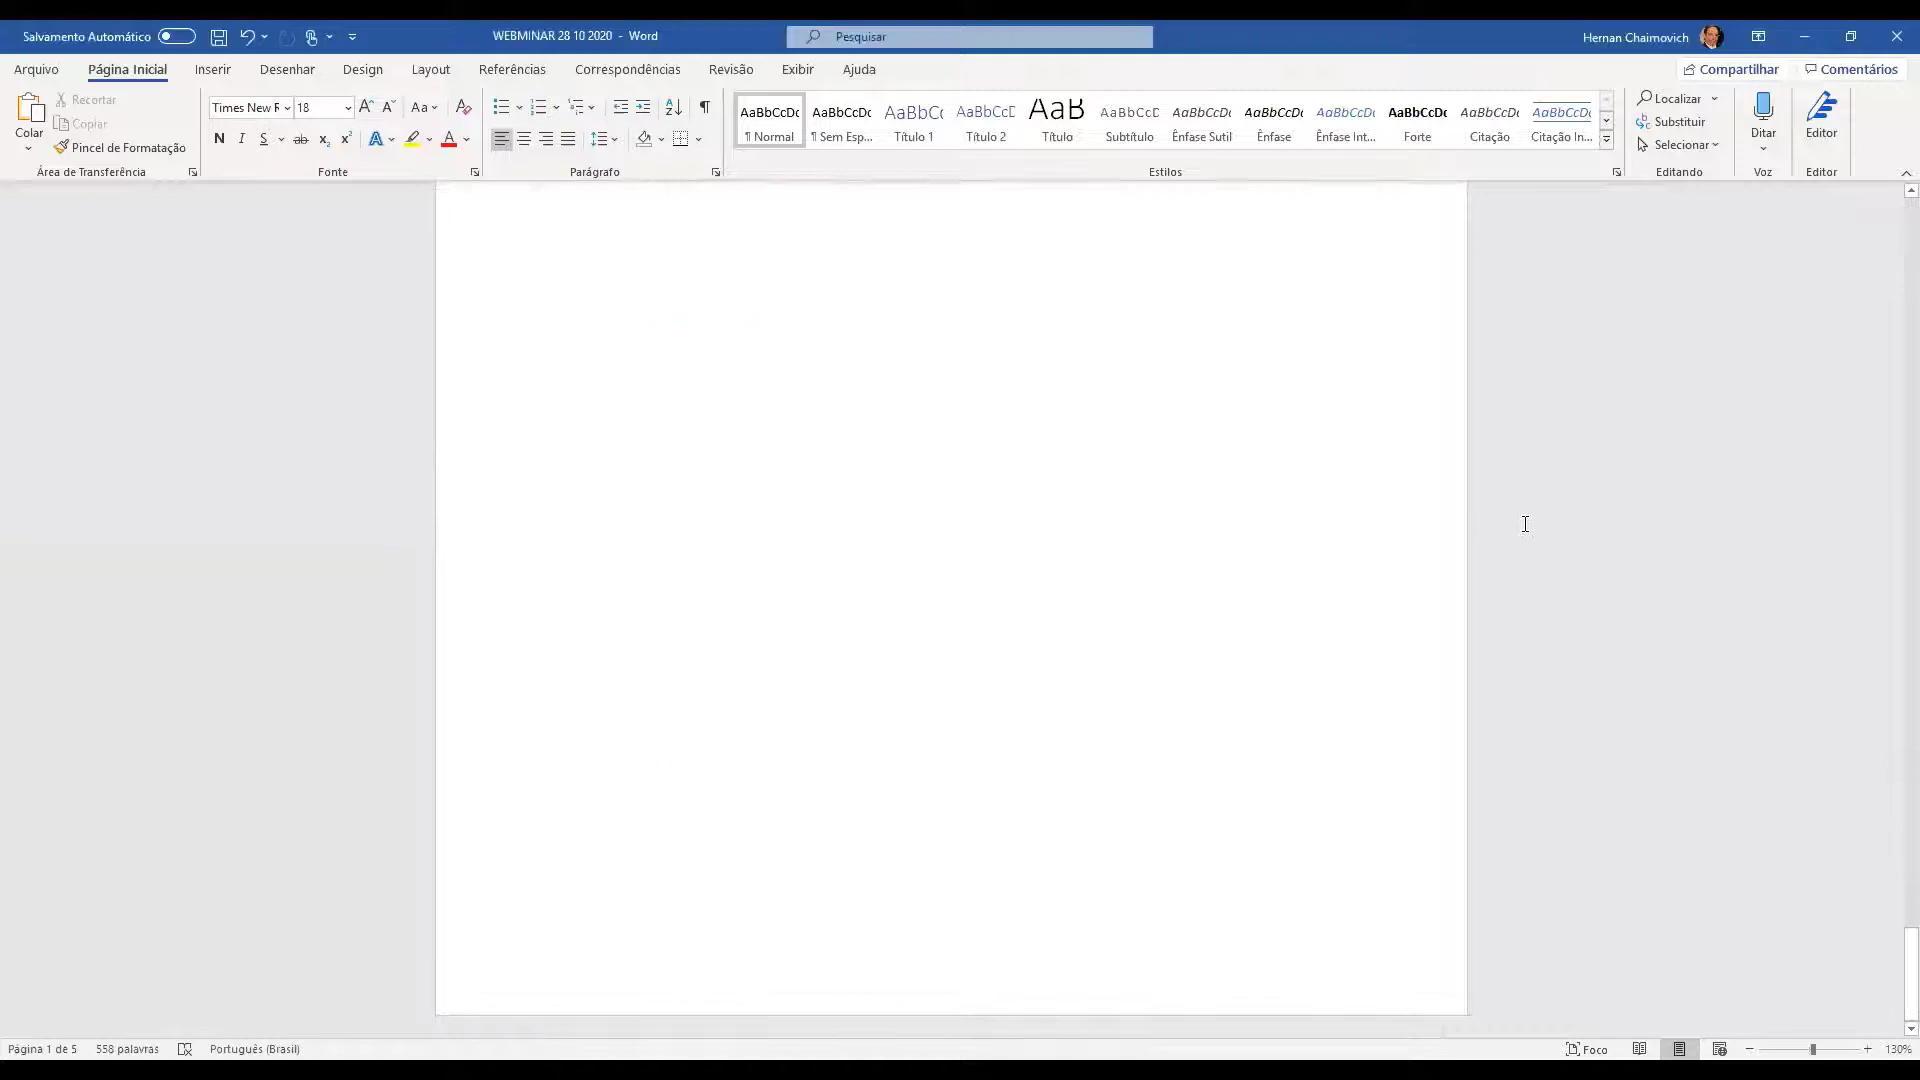 Salvamento Automático
WEBMINAR 28 10 2020 - Word
Pesquisar
Hernan Chaimovich
Arquivo Página Inicial Inserir Desenhar Design Layout Referências Correspondências Revisão Exibir Ajuda
Compartilhar Comentários
Colar
Recortar
Copiar
Pincel de Formatação
Área de Transferência
Times New R 18
Aa
N I S ab x₂ x² A A
Fonte
Parágrafo
AaBbCcDc AaBbCcDc AaBbCc AaBbCcD AaB AaBbCcD AaBbCcDc AaBbCcDc AaBbCcDc AaBbCcDc AaBbCcDc AaBbCcDc
¶ Normal ¶ Sem Esp... Título 1 Título 2 Título Subtítulo Ênfase Sutil Ênfase Ênfase Int... Forte Citação Citação In...
Estilos
Localizar
Substituir
Selecionar
Editando
Ditar
Voz
Editor
Editor
Página 1 de 5 558 palavras Português (Brasil)
Foco
130%